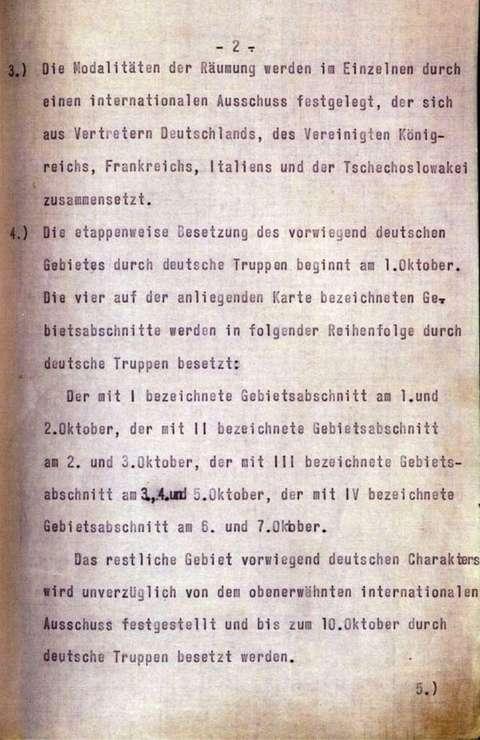 - 2 -
3.) Die Modalitäten der Räumung werden im Einzelnen durch
einen internationalen Ausschuss festgelegt, der sich
aus Vertretern Deutschlands, des Vereinigten König-
reichs, Frankreichs, Italiens und der Tschechoslowakei
zusammensetzt.
4.) Die etappenweise Besetzung des vorwiegend deutschen
Gebietes durch deutsche Truppen beginnt am 1.Oktober.
Die vier auf der anliegenden Karte bezeichneten Ge-
bietsabschnitte werden in folgender Reihenfolge durch
deutsche Truppen besetzt:
Der mit I bezeichnete Gebietsabschnitt am 1.und
2.Oktober, der mit II bezeichnete Gebietsabschnitt
am 2. und 3.Oktober, der mit III bezeichnete Gebiets-
abschnitt am 3.,4.und 5.Oktober, der mit IV bezeichnete
Gebietsabschnitt am 6. und 7.Oktober.
Das restliche Gebiet vorwiegend deutschen Charakters
wird unverzüglich von dem obenerwähnten internationalen
Ausschuss festgestellt und bis zum 10.Oktober durch
deutsche Truppen besetzt werden.
5.)